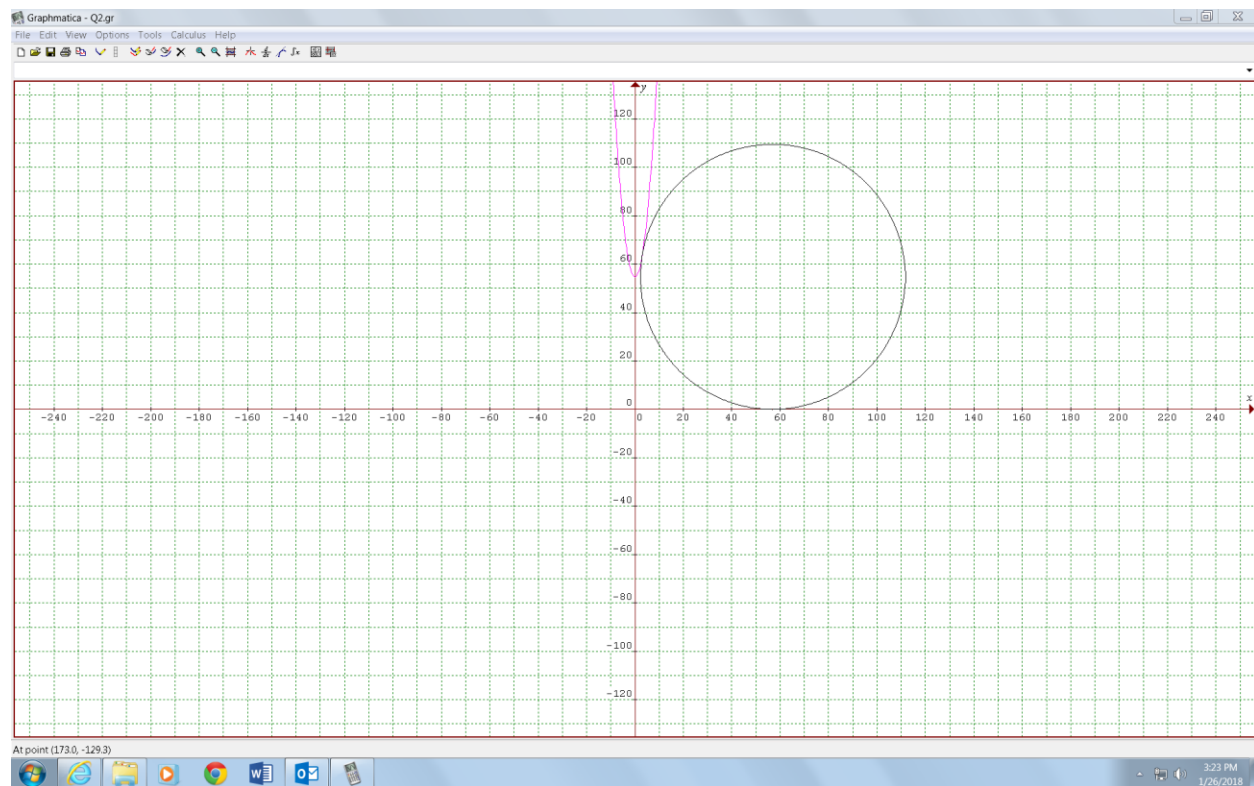 Graphmatica - Q2.gr
File Edit View Options Tools Calculus Help
y
120
100
80
60
40
20
0
-240 -220 -200 -180 -160 -140 -120 -100 -80 -60 -40 -20 0 20 40 60 80 100 120 140 160 180 200 220 240 x
-20
-40
-60
-80
-100
-120
At point (173.0, -129.3)
3:23 PM
1/26/2018